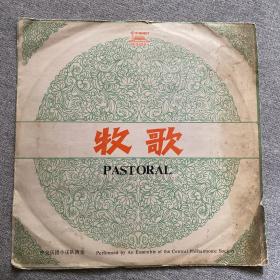 牧歌
PASTORAL
中央乐团小乐队演奏 Performed by An Ensemble of the Central Philharmonic Society